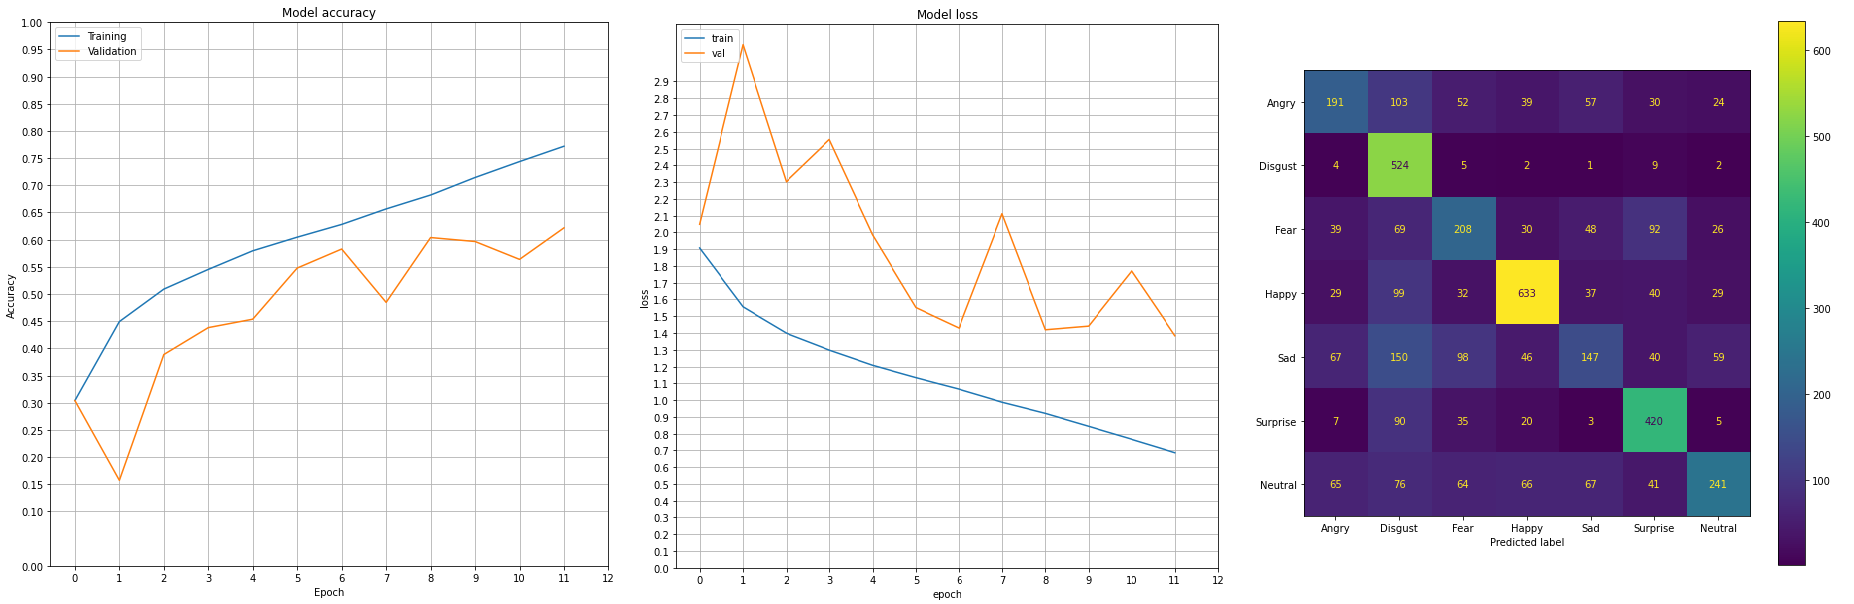 Model accuracy
Training
Validation
1.00
0.95
0.90
0.85
0.80
0.75
0.70
0.65
0.60
0.55
0.50
0.45
0.40
0.35
0.30
0.25
0.20
0.15
0.10
0.00
Accuracy
0 1 2 3 4 5 6 7 8 9 10 11 12
Epoch
Model loss
train
val
2.9
2.8
2.7
2.6
2.5
2.4
2.3
2.2
2.1
2.0
1.9
1.8
1.7
1.6
1.5
1.4
1.3
1.2
1.1
1.0
0.9
0.8
0.7
0.6
0.5
0.4
0.3
0.2
0.1
0.0
loss
0 1 2 3 4 5 6 7 8 9 10 11 12
epoch
Angry 191 103 52 39 57 30 24
Disgust 4 524 5 2 1 9 2
Fear 39 69 208 30 48 92 26
Happy 29 99 32 633 37 40 29
Sad 67 150 98 46 147 40 59
Surprise 7 90 35 20 3 420 5
Neutral 65 76 64 66 67 41 241
Angry Disgust Fear Happy Sad Surprise Neutral
Predicted label
600
500
400
300
200
100